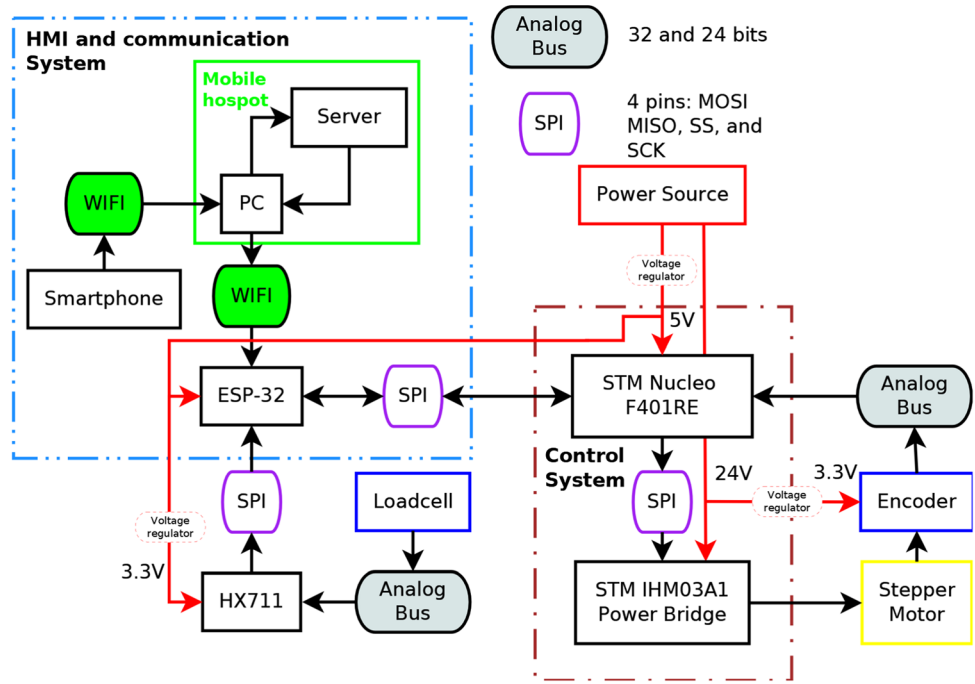 HMI and communication
System
Mobile
hospot
Server
PC
WIFI
Smartphone
WIFI
ESP-32
SPI
SPI
Loadcell
Voltage
regulator
3.3V
HX711
Analog
Bus
Analog
Bus
32 and 24 bits
SPI
4 pins: MOSI
MISO, SS, and
SCK
Power Source
Voltage
regulator
5V
STM Nucleo
F401RE
Analog
Bus
Control
System
SPI
24V
Voltage
regulator
3.3V
Encoder
STM IHM03A1
Power Bridge
Stepper
Motor